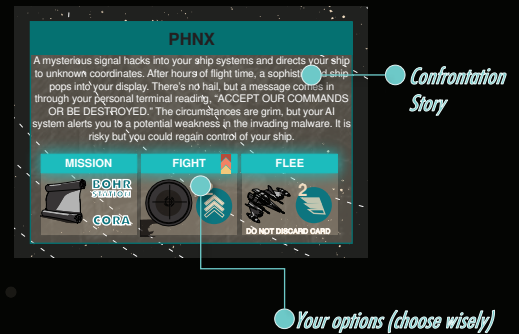 PHNX
A mysterious signal hacks into your ship systems and directs your ship
to unknown coordinates. After hours of flight time, a sophisticated ship
pops into your display. There's no hail, but a message comes in
through your personal terminal reading, "ACCEPT OUR COMMANDS
OR BE DESTROYED." The circumstances are grim, but your AI
system alerts you to a potential weakness in the invading malware. It is
risky but you could regain control of your ship.
MISSION
FIGHT
FLEE
BOHR
STATION
CORA
2
DO NOT DISCARD CARD
Confrontation
Story
Your options (choose wisely)